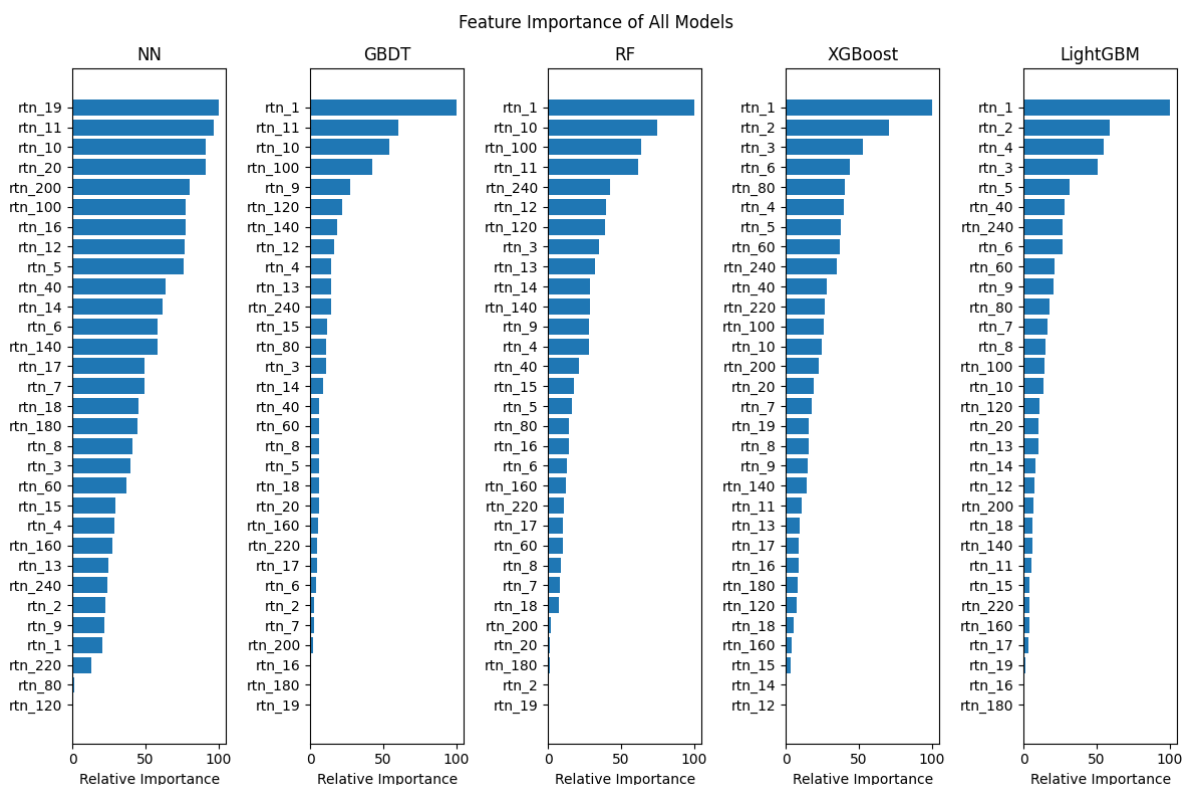 Feature Importance of All Models
NN
rtn_19
rtn_11
rtn_10
rtn_20
rtn_200
rtn_100
rtn_16
rtn_12
rtn_5
rtn_40
rtn_14
rtn_6
rtn_140
rtn_17
rtn_7
rtn_18
rtn_180
rtn_8
rtn_3
rtn_60
rtn_15
rtn_4
rtn_160
rtn_13
rtn_240
rtn_2
rtn_9
rtn_1
rtn_220
rtn_80
rtn_120
0 50 100
Relative Importance
GBDT
rtn_1
rtn_11
rtn_10
rtn_100
rtn_9
rtn_120
rtn_140
rtn_12
rtn_4
rtn_13
rtn_240
rtn_15
rtn_80
rtn_3
rtn_14
rtn_40
rtn_60
rtn_8
rtn_5
rtn_18
rtn_20
rtn_160
rtn_220
rtn_17
rtn_6
rtn_2
rtn_7
rtn_200
rtn_16
rtn_180
rtn_19
0 50 100
Relative Importance
RF
rtn_1
rtn_10
rtn_100
rtn_11
rtn_240
rtn_12
rtn_120
rtn_3
rtn_13
rtn_14
rtn_140
rtn_9
rtn_4
rtn_40
rtn_15
rtn_5
rtn_80
rtn_16
rtn_6
rtn_160
rtn_220
rtn_17
rtn_60
rtn_8
rtn_7
rtn_18
rtn_200
rtn_20
rtn_180
rtn_2
rtn_19
0 50 100
Relative Importance
XGBoost
rtn_1
rtn_2
rtn_3
rtn_6
rtn_80
rtn_4
rtn_5
rtn_60
rtn_240
rtn_40
rtn_220
rtn_100
rtn_10
rtn_200
rtn_20
rtn_7
rtn_19
rtn_8
rtn_9
rtn_140
rtn_11
rtn_13
rtn_17
rtn_16
rtn_180
rtn_120
rtn_18
rtn_160
rtn_15
rtn_14
rtn_12
0 50 100
Relative Importance
LightGBM
rtn_1
rtn_2
rtn_4
rtn_3
rtn_5
rtn_40
rtn_240
rtn_6
rtn_60
rtn_9
rtn_80
rtn_7
rtn_8
rtn_100
rtn_10
rtn_120
rtn_20
rtn_13
rtn_14
rtn_12
rtn_200
rtn_18
rtn_140
rtn_11
rtn_15
rtn_220
rtn_160
rtn_17
rtn_19
rtn_16
rtn_180
0 50 100
Relative Importance